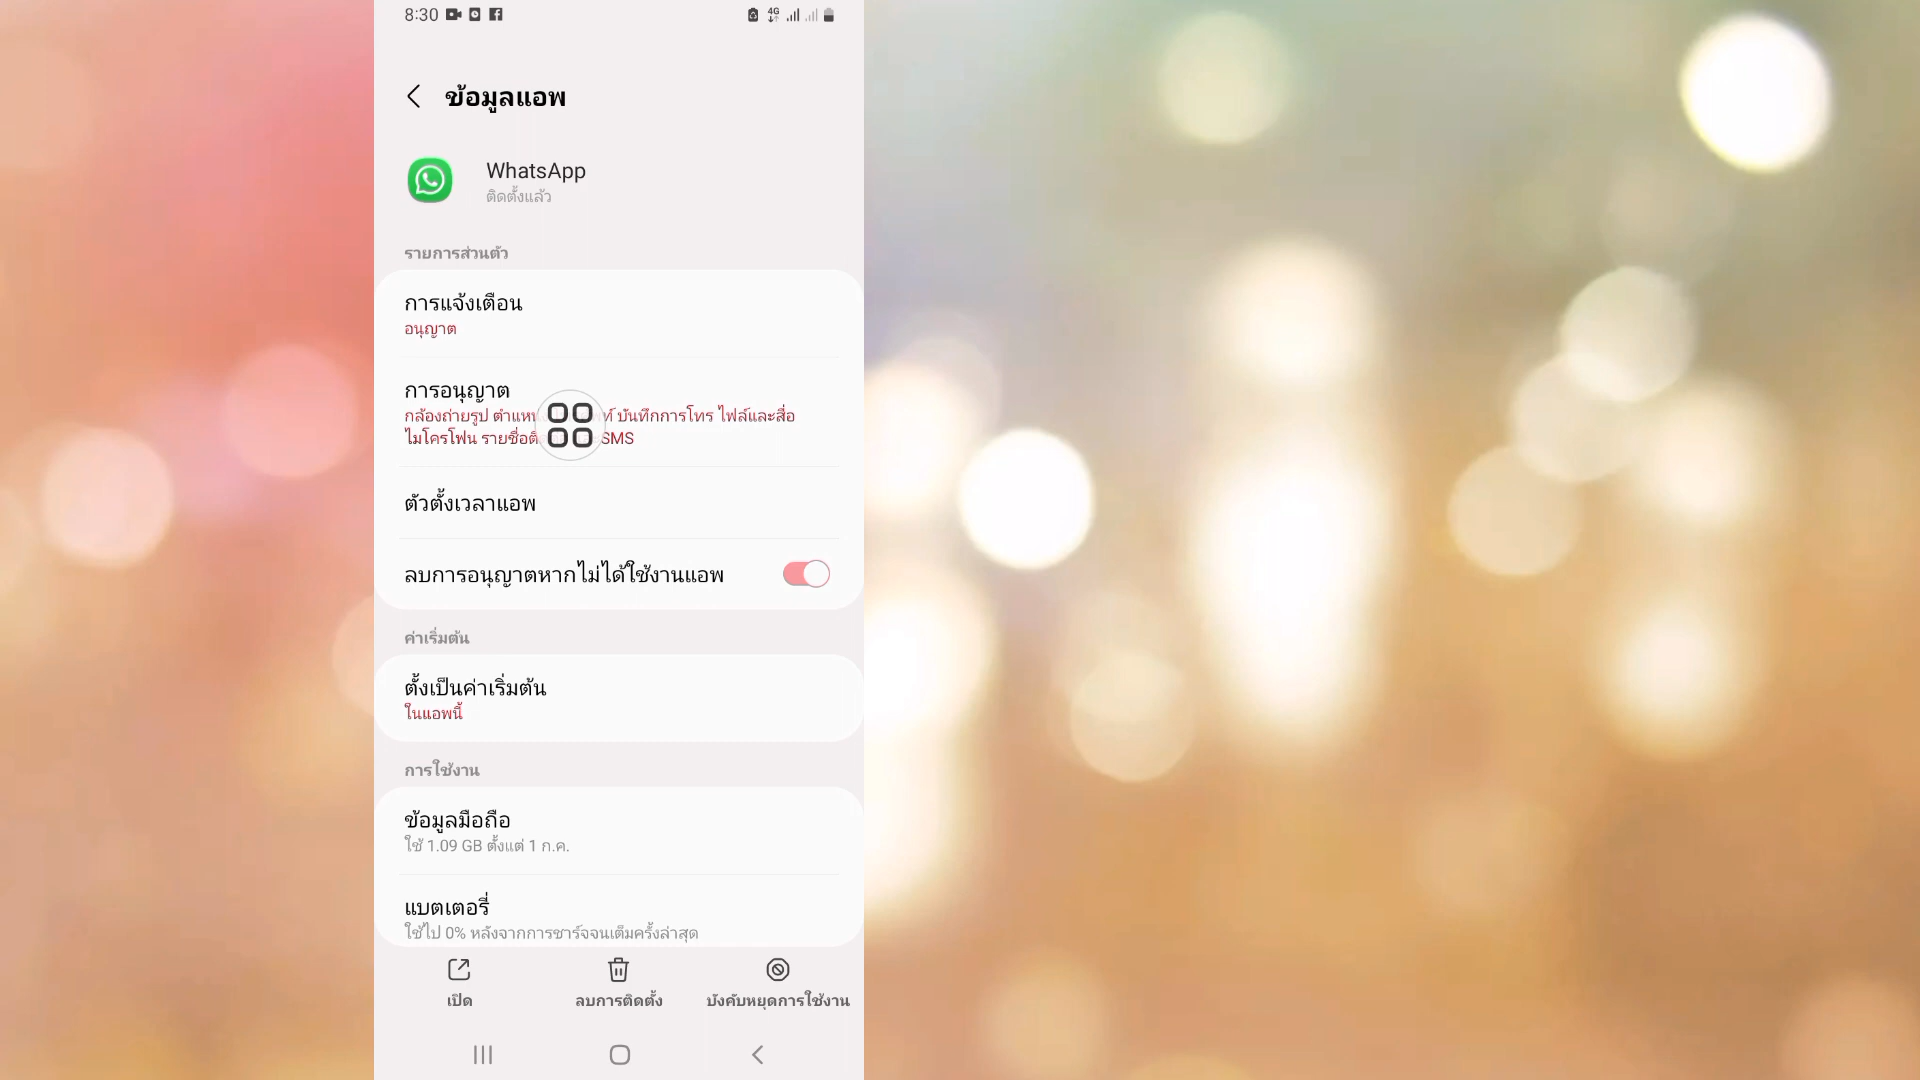 8:30
4G
ข้อมูลแอพ
WhatsApp
ติดตั้งแล้ว
รายการส่วนตัว
การแจ้งเตือน
อนุญาต
การอนุญาต
กล้องถ่ายรูป บันทึกการโทร ไฟล์และสื่อ
ไมโครโฟน SMS
ตัวตั้งเวลาแอพ
ลบการอนุญาตหากไม่ได้ใช้งานแอพ
ค่าเริ่มต้น
ตั้งเป็นค่าเริ่มต้น
ในแอพนี้
การใช้งาน
ข้อมูลมือถือ
ใช้ 1.09 GB ตั้งแต่ 1 ก.ค.
แบตเตอรี่
ใช้ไป 0% หลังจากการชาร์จจนเต็มครั้งล่าสุด
เปิด
ลบการติดตั้ง
บังคับหยุดการใช้งาน